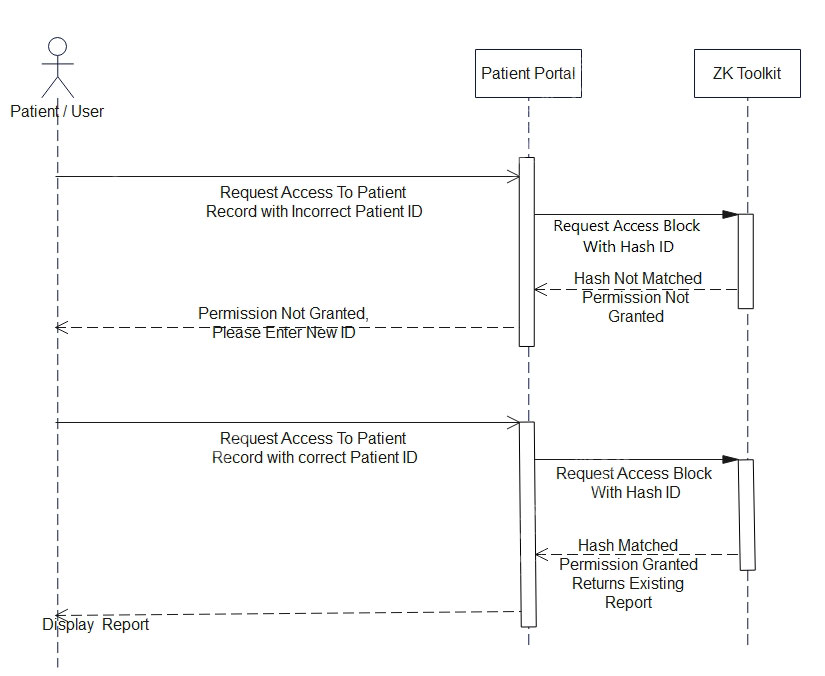 Patient Portal
ZK Toolkit
Patient / User
Request Access To Patient
Record with Incorrect Patient ID
Request Access Block
With Hash ID
Hash Not Matched
Permission Not
Granted
Permission Not Granted,
Please Enter New ID
Request Access To Patient
Record with correct Patient ID
Request Access Block
With Hash ID
Hash Matched
Permission Granted
Returns Existing
Report
Display Report